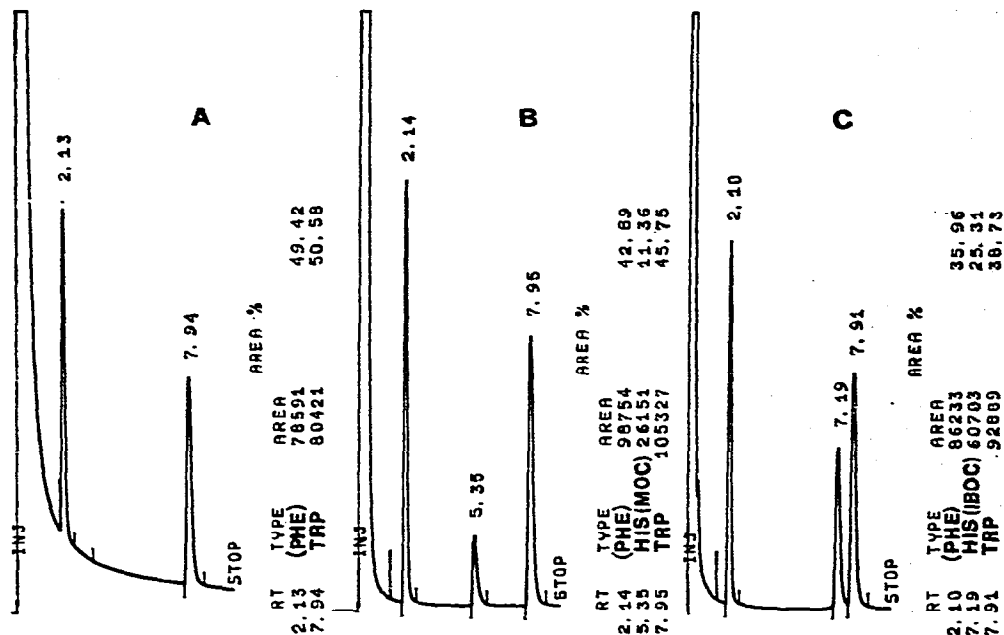 A
INJ
2.13
7.94
STOP
RT TYPE AREA AREA %
2.13 (PHE) 78591 49.42
7.94 TRP 80421 50.58
B
INJ
2.14
5.35
7.95
STOP
RT TYPE AREA AREA %
2.14 (PHE) 98754 42.89
5.35 HIS(MOC) 26151 11.36
7.95 TRP 105327 45.75
C
INJ
2.10
7.19
7.91
STOP
RT TYPE AREA AREA %
2.10 (PHE) 86233 35.96
7.19 HIS(IBOC) 60703 25.31
7.91 TRP 92889 38.73